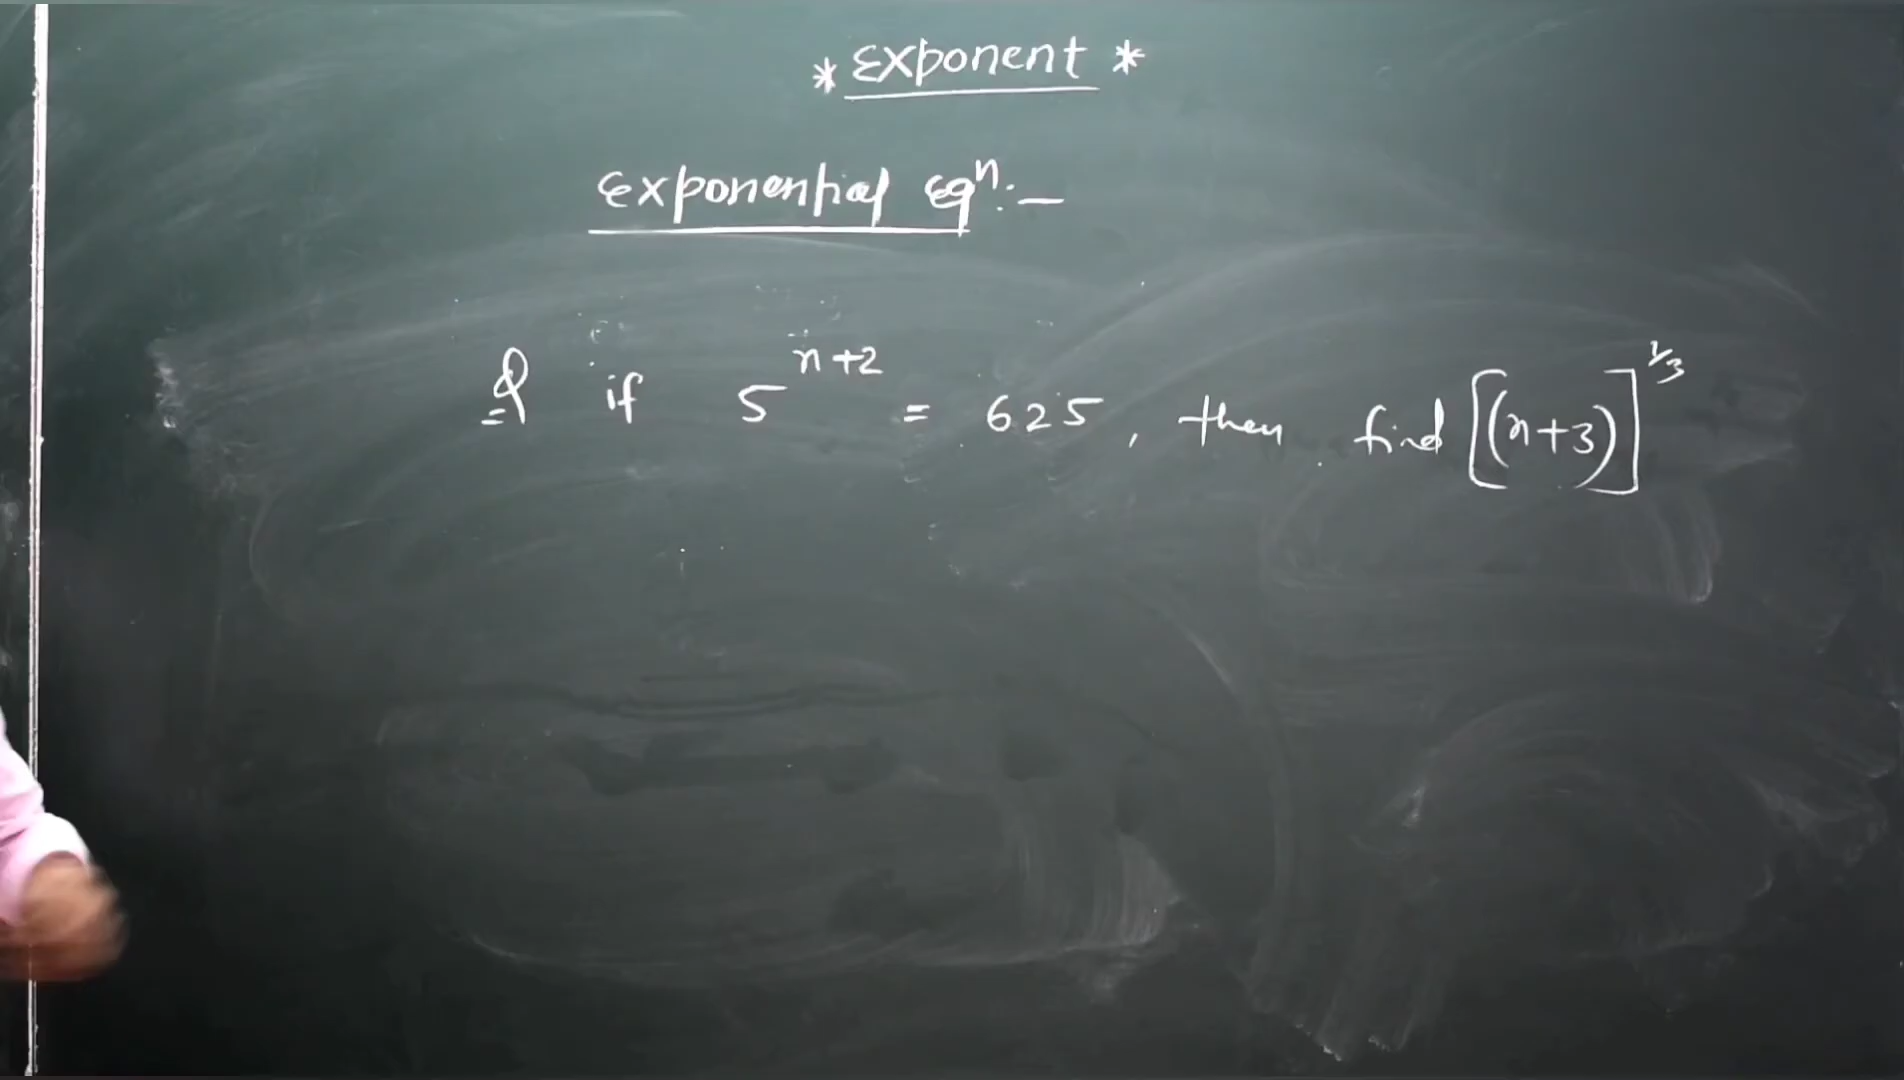 * Exponent *
Exponential Eqⁿ:-
Q if 5^{n+2} = 625, then find [(n+3)]^{1/3}